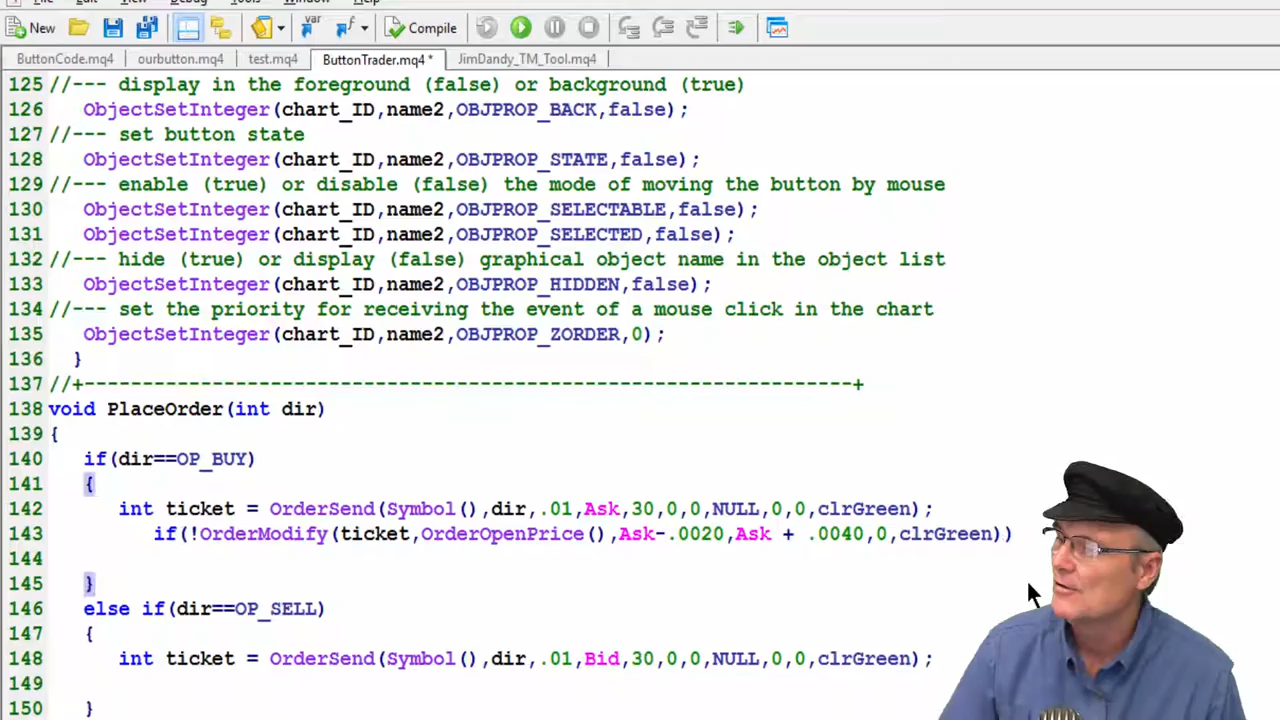 File Edit View Debug Tools Window Help
New var Compile
ButtonCode.mq4 ourbutton.mq4 test.mq4 ButtonTrader.mq4 * JimDandy_TM_Tool.mq4
125 //--- display in the foreground (false) or background (true)
126 ObjectSetInteger(chart_ID,name2,OBJPROP_BACK,false);
127 //--- set button state
128 ObjectSetInteger(chart_ID,name2,OBJPROP_STATE,false);
129 //--- enable (true) or disable (false) the mode of moving the button by mouse
130 ObjectSetInteger(chart_ID,name2,OBJPROP_SELECTABLE,false);
131 ObjectSetInteger(chart_ID,name2,OBJPROP_SELECTED,false);
132 //--- hide (true) or display (false) graphical object name in the object list
133 ObjectSetInteger(chart_ID,name2,OBJPROP_HIDDEN,false);
134 //--- set the priority for receiving the event of a mouse click in the chart
135 ObjectSetInteger(chart_ID,name2,OBJPROP_ZORDER,0);
136 }
137 //+------------------------------------------------------------------+
138 void PlaceOrder(int dir)
139 {
140 if(dir==OP_BUY)
141 {
142 int ticket = OrderSend(Symbol(),dir,.01,Ask,30,0,0,NULL,0,0,clrGreen);
143 if(!OrderModify(ticket,OrderOpenPrice(),Ask-.0020,Ask + .0040,0,clrGreen))
144
145 }
146 else if(dir==OP_SELL)
147 {
148 int ticket = OrderSend(Symbol(),dir,.01,Bid,30,0,0,NULL,0,0,clrGreen);
149
150 }